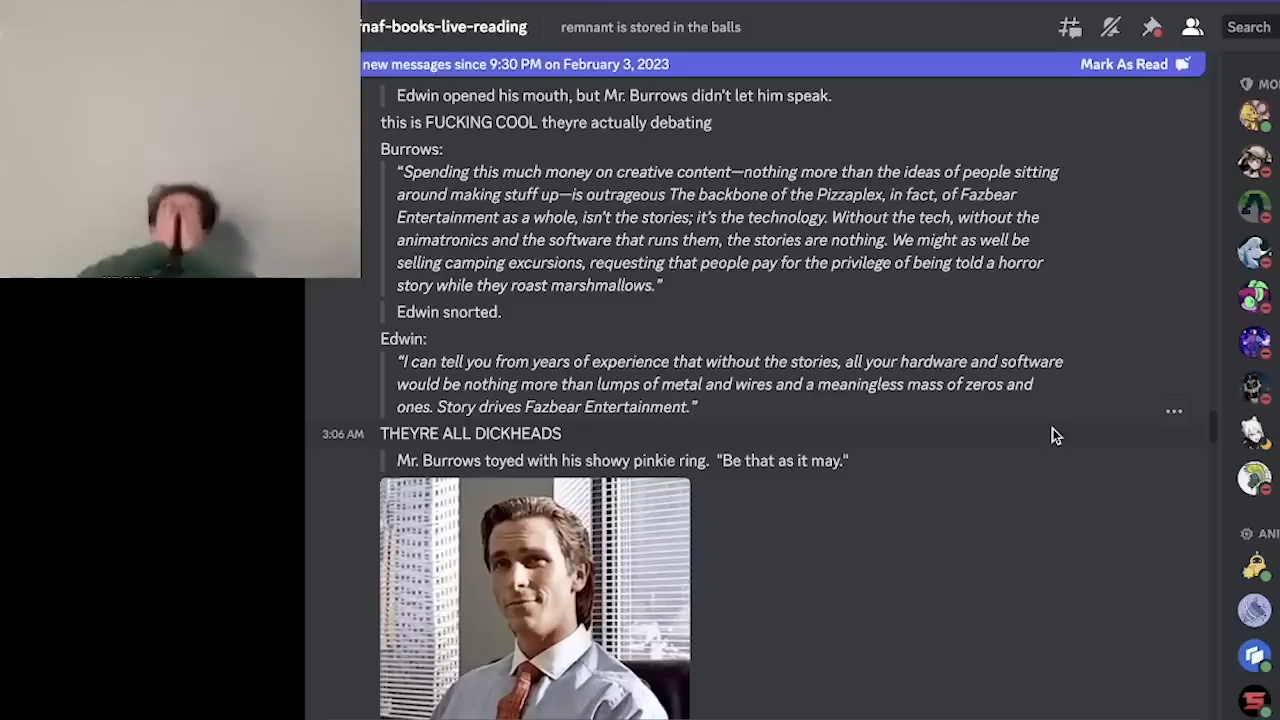 fnaf-books-live-reading
remnant is stored in the balls
Search
new messages since 9:30 PM on February 3, 2023
Mark As Read
Edwin opened his mouth, but Mr. Burrows didn't let him speak.
this is FUCKING COOL theyre actually debating
Burrows:
“Spending this much money on creative content—nothing more than the ideas of people sitting
around making stuff up—is outrageous The backbone of the Pizzaplex, in fact, of Fazbear
Entertainment as a whole, isn't the stories; it's the technology. Without the tech, without the
animatronics and the software that runs them, the stories are nothing. We might as well be
selling camping excursions, requesting that people pay for the privilege of being told a horror
story while they roast marshmallows.”
Edwin snorted.
Edwin:
“I can tell you from years of experience that without the stories, all your hardware and software
would be nothing more than lumps of metal and wires and a meaningless mass of zeros and
ones. Story drives Fazbear Entertainment.”
3:06 AM THEYRE ALL DICKHEADS
Mr. Burrows toyed with his showy pinkie ring. "Be that as it may."
MO
ANI